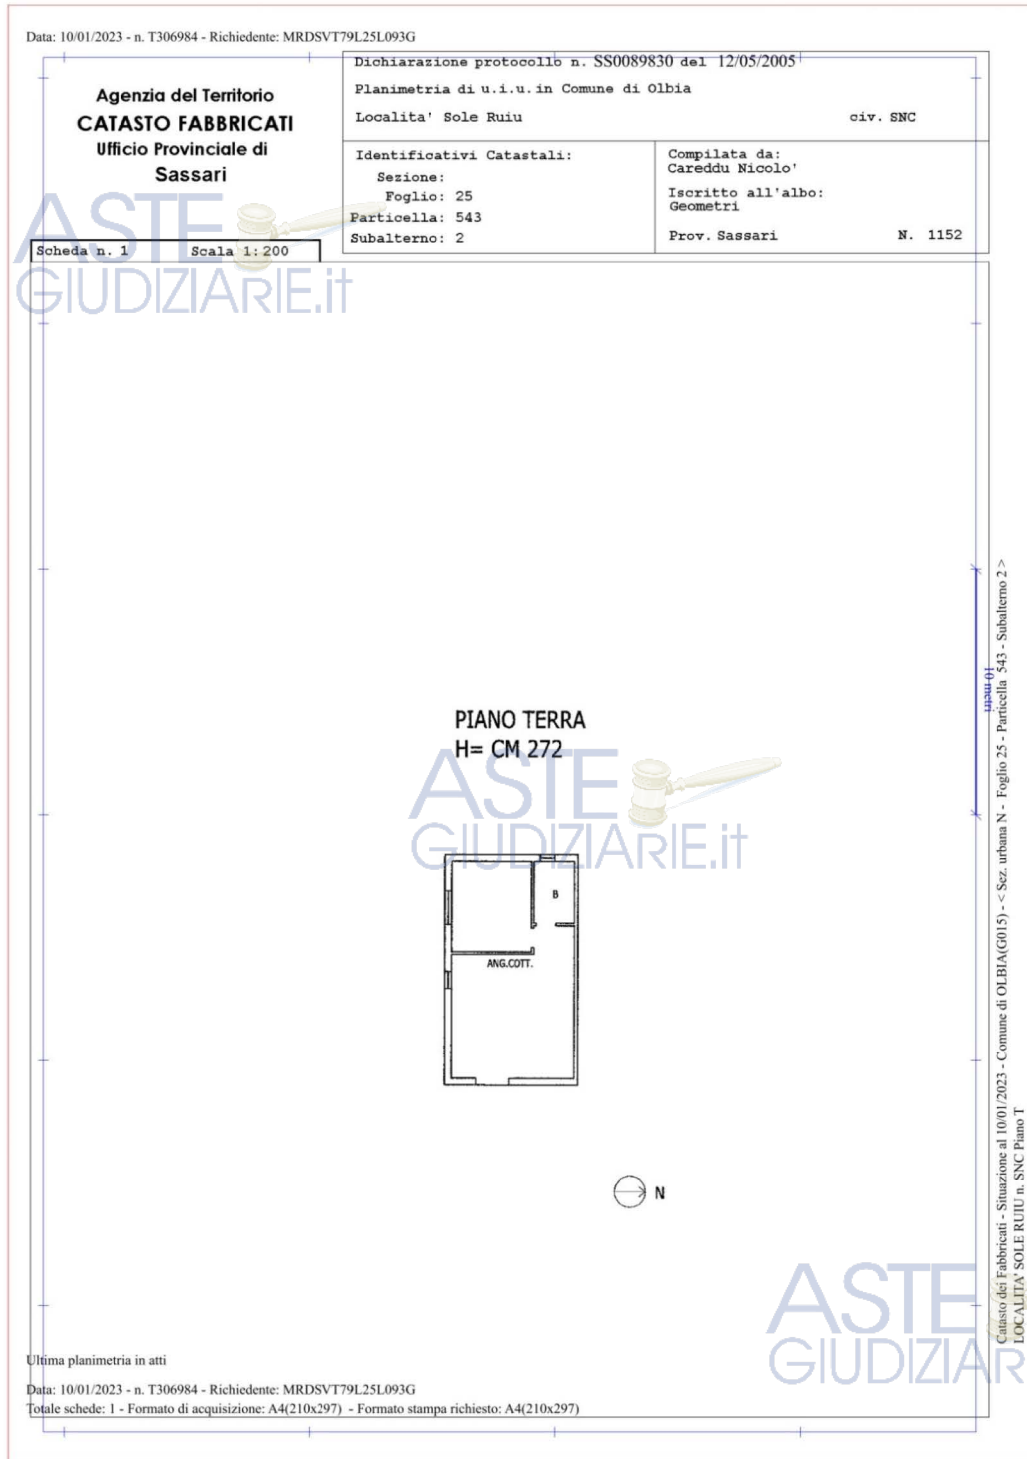 Data: 10/01/2023 - n. T306984 - Richiedente: MRDSVT79L25L093G
Agenzia del Territorio
CATASTO FABBRICATI
Ufficio Provinciale di
Sassari
Dichiarazione protocollo n. SS0089830 del 12/05/2005
Planimetria di u.i.u. in Comune di Olbia
Localita' Sole Ruiu civ. SNC
Identificativi Catastali:
Sezione:
Foglio: 25
Particella: 543
Subalterno: 2
Compilata da:
Careddu Nicolo'
Iscritto all'albo:
Geometri
Prov. Sassari N. 1152
Scheda n. 1 Scala 1:200
ASTE
GIUDIZIARIE.it
10 metri
PIANO TERRA
H= CM 272
ASTE
GIUDIZIARIE.it
B
ANG.COTT.
N
Catasto dei Fabbricati - Situazione al 10/01/2023 - Comune di OLBIA(G015) - < Sez. urbana N - Foglio 25 - Particella 543 - Subalterno 2 >
LOCALITA' SOLE RUIU n. SNC Piano T
ASTE
GIUDIZIAR
Ultima planimetria in atti
Data: 10/01/2023 - n. T306984 - Richiedente: MRDSVT79L25L093G
Totale schede: 1 - Formato di acquisizione: A4(210x297) - Formato stampa richiesto: A4(210x297)